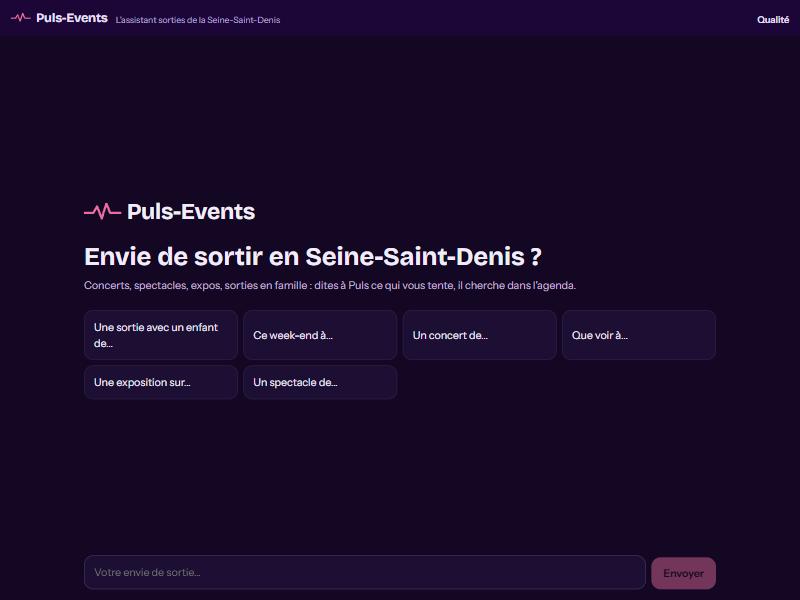 Puls-Events L'assistant sorties de la Seine-Saint-Denis Qualité
Puls-Events
Envie de sortir en Seine-Saint-Denis ?
Concerts, spectacles, expos, sorties en famille : dites à Puls ce qui vous tente, il cherche dans l'agenda.
Une sortie avec un enfant
de...
Ce week-end à...
Un concert de...
Que voir à...
Une exposition sur...
Un spectacle de...
Votre envie de sortie...
Envoyer